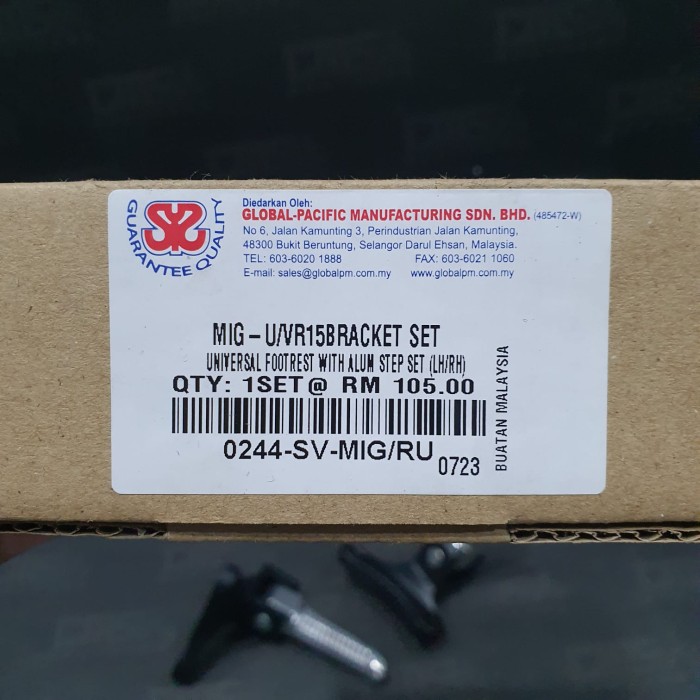 GUARANTEE QUALITY
Diedarkan Oleh:
GLOBAL-PACIFIC MANUFACTURING SDN. BHD. (485472-W)
No 6, Jalan Kamunting 3, Perindustrian Jalan Kamunting,
48300 Bukit Beruntung, Selangor Darul Ehsan, Malaysia.
TEL: 603-6020 1888 FAX: 603-6021 1060
E-mail: sales@globalpm.com.my www.globalpm.com.my
MIG-U/VR15BRACKET SET
UNIVERSAL FOOTREST WITH ALUM STEP SET (LH/RH)
QTY: 1SET@ RM 105.00
0244-SV-MIG/RU
0723
BUATAN MALAYSIA